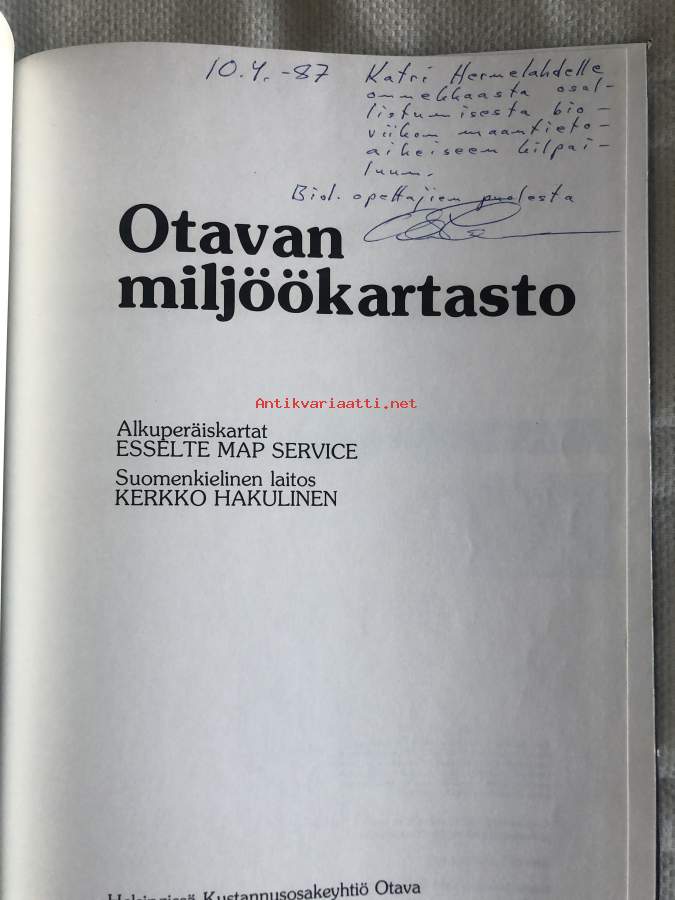 10.4.-87 Katri Hermelahdelle
onnekkaasta osal-
listumisesta bio-
viikon maantieto-
aiheiseen kilpai-
luun.
Biol. opettajien puolesta
Otavan
miljöökartasto
Antikvariaatti.net
Alkuperäiskartat
ESSELTE MAP SERVICE
Suomenkielinen laitos
KERKKO HAKULINEN
Helsingissä Kustannusosakeyhtiö Otava